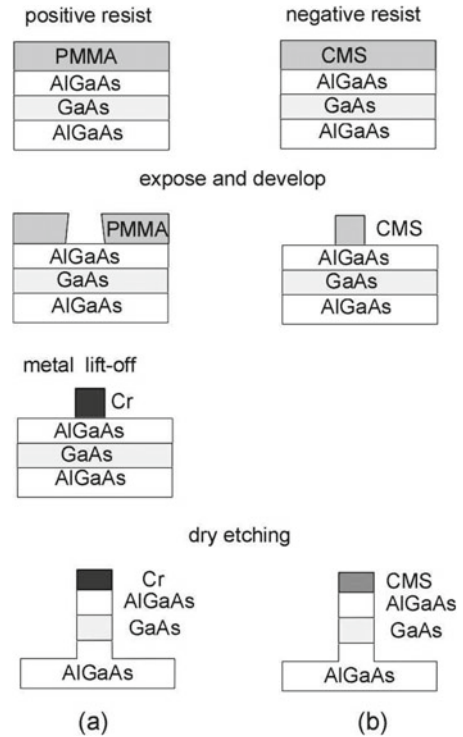 positive resist
negative resist
PMMA
AlGaAs
GaAs
AlGaAs
CMS
AlGaAs
GaAs
AlGaAs
expose and develop
PMMA
AlGaAs
GaAs
AlGaAs
CMS
AlGaAs
GaAs
AlGaAs
metal lift-off
Cr
AlGaAs
GaAs
AlGaAs
dry etching
Cr
AlGaAs
GaAs
AlGaAs
CMS
AlGaAs
GaAs
AlGaAs
(a)
(b)